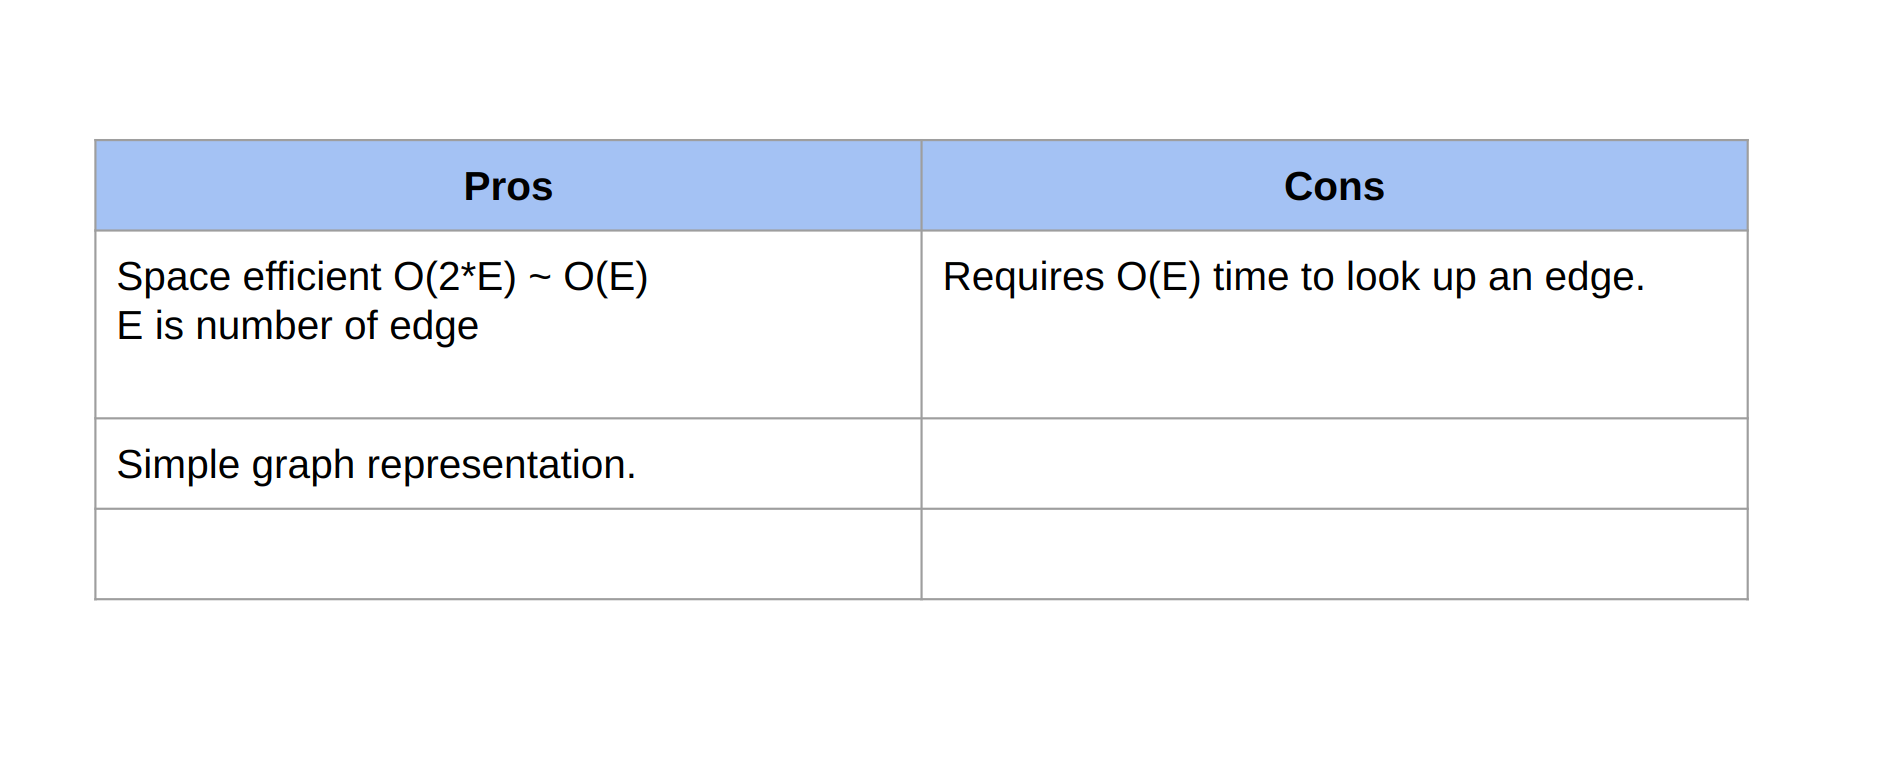 Pros
Cons
Space efficient O(2*E) ~ O(E)
E is number of edge
Requires O(E) time to look up an edge.
Simple graph representation.